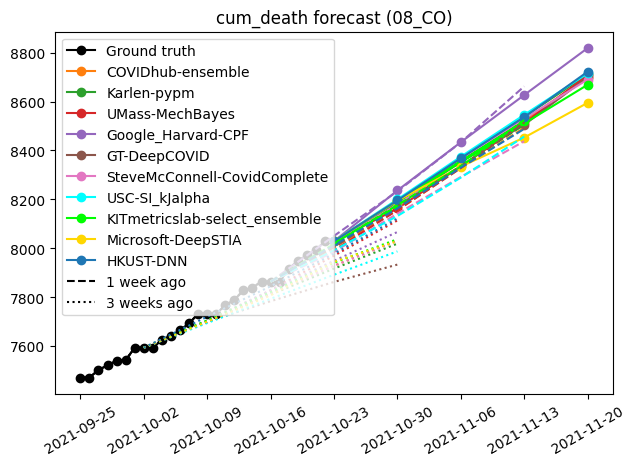 cum_death forecast (08_CO)
8800
8600
8400
8200
8000
7800
7600
Ground truth
COVIDhub-ensemble
Karlen-pypm
UMass-MechBayes
Google_Harvard-CPF
GT-DeepCOVID
SteveMcConnell-CovidComplete
USC-SI_kJalpha
KITmetricslab-select_ensemble
Microsoft-DeepSTIA
HKUST-DNN
1 week ago
3 weeks ago
2021-09-25
2021-10-02
2021-10-09
2021-10-16
2021-10-23
2021-10-30
2021-11-06
2021-11-13
2021-11-20